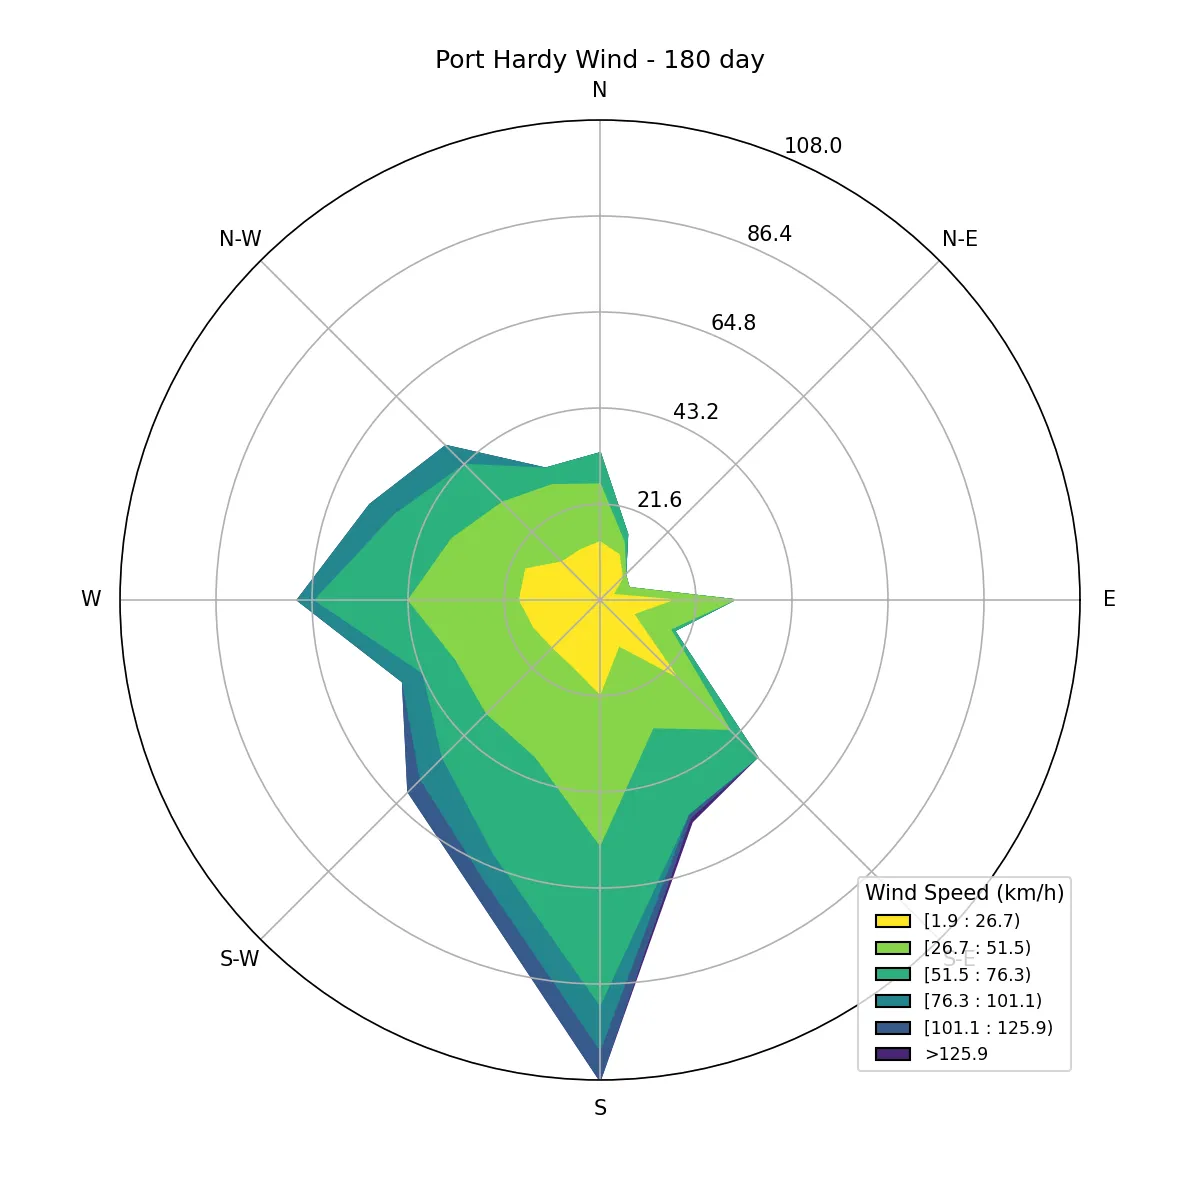 Port Hardy Wind - 180 day
N
108.0
86.4
N-W
N-E
64.8
43.2
21.6
W
E
Wind Speed (km/h)
[1.9 : 26.7)
[26.7 : 51.5)
S-W
S-E
[51.5 : 76.3)
[76.3 : 101.1)
[101.1 : 125.9)
>125.9
S